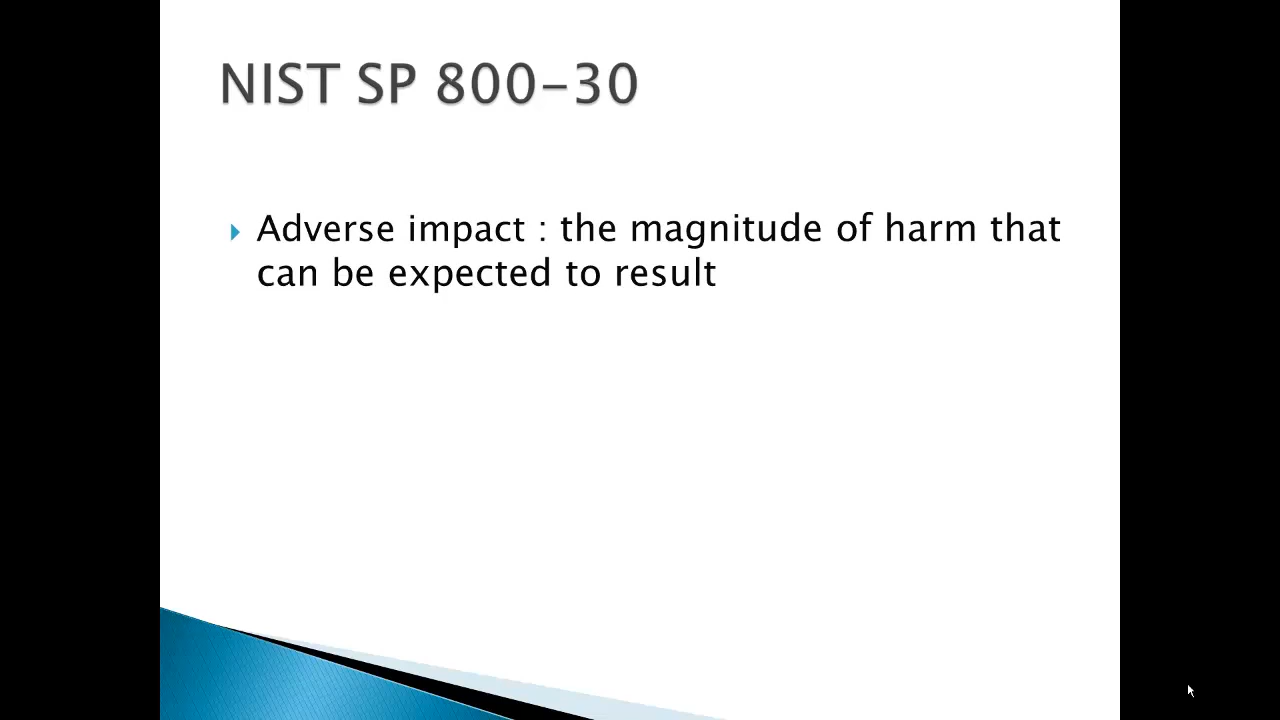 NIST SP 800-30
Adverse impact : the magnitude of harm that
can be expected to result